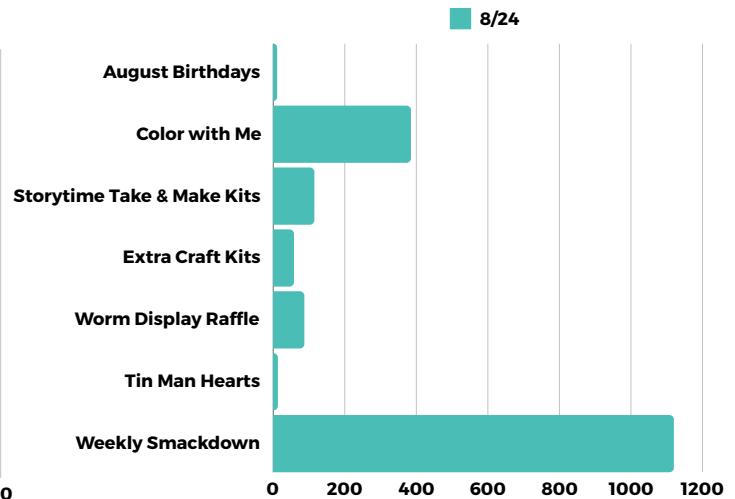 8/24
August Birthdays
Color with Me
Storytime Take & Make Kits
Extra Craft Kits
Worm Display Raffle
Tin Man Hearts
Weekly Smackdown
0 0 200 400 600 800 1000 1200